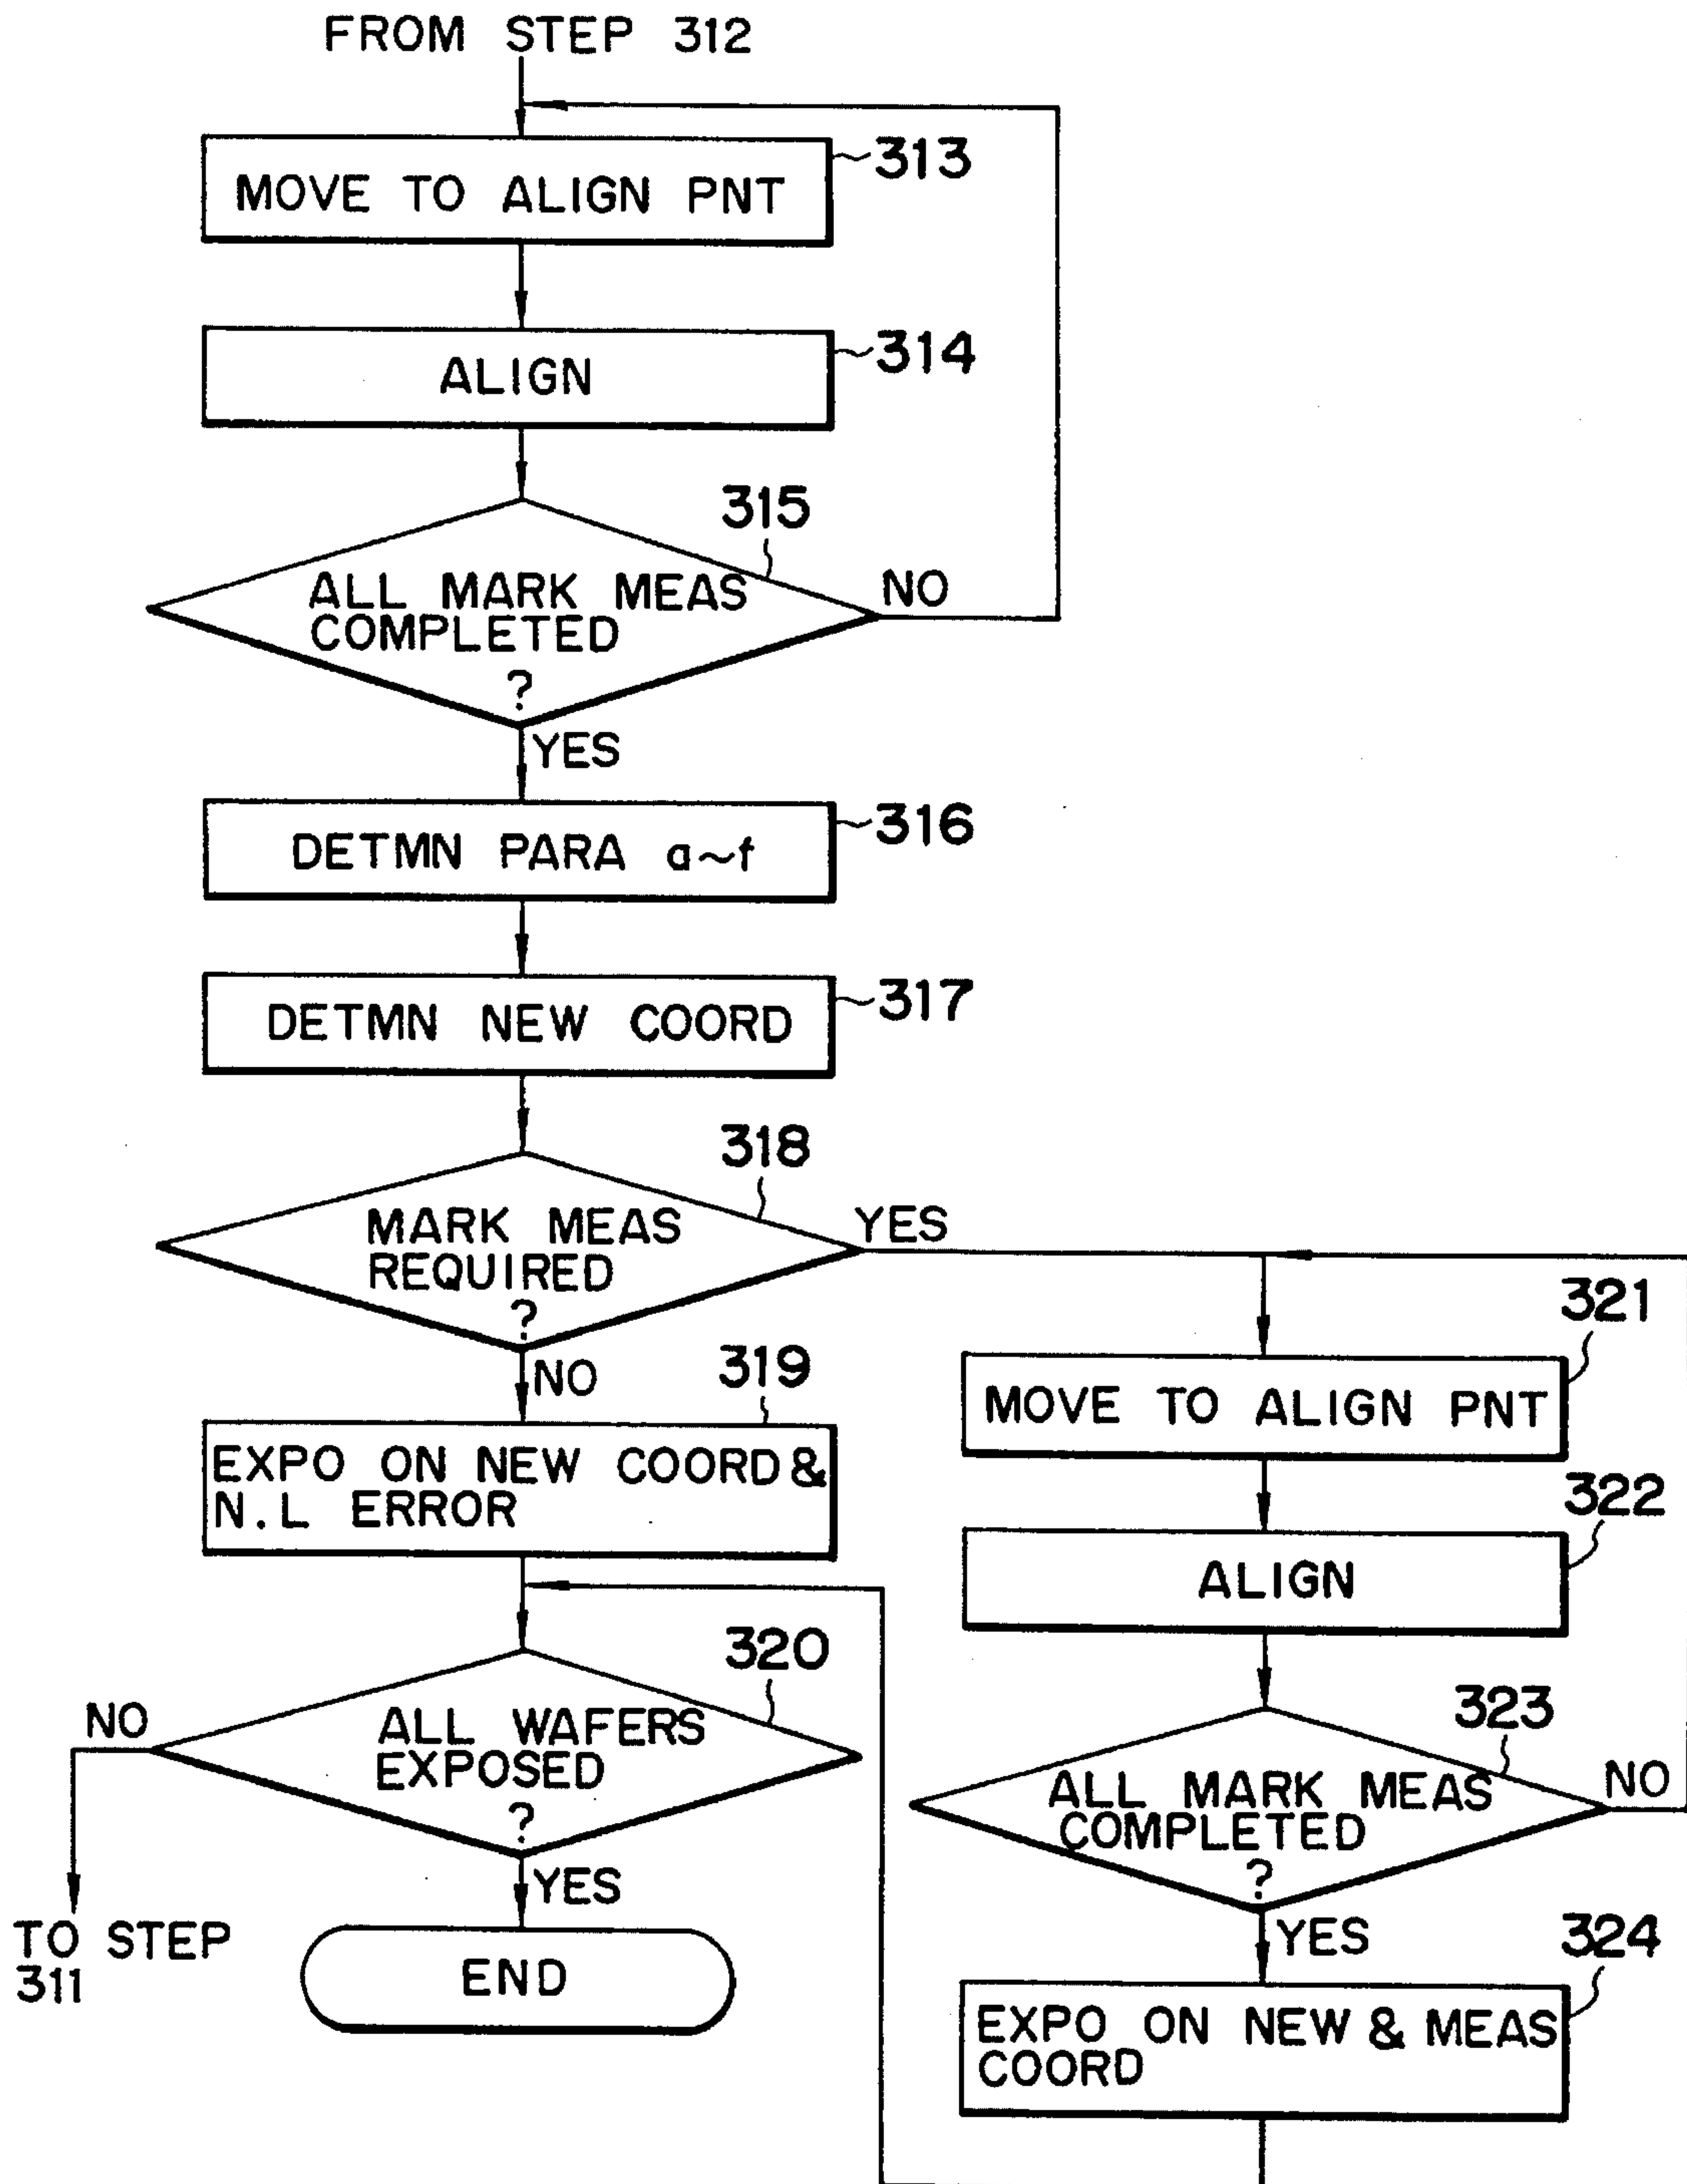 FROM STEP 312
313
MOVE TO ALIGN PNT
314
ALIGN
315
ALL MARK MEAS
COMPLETED
?
NO
YES
316
DETMN PARA a~f
317
DETMN NEW COORD
318
MARK MEAS
REQUIRED
?
YES
NO
319
EXPO ON NEW COORD &
N.L ERROR
320
ALL WAFERS
EXPOSED
?
NO
TO STEP
311
YES
END
321
MOVE TO ALIGN PNT
322
ALIGN
323
ALL MARK MEAS
COMPLETED
?
NO
YES
324
EXPO ON NEW & MEAS
COORD